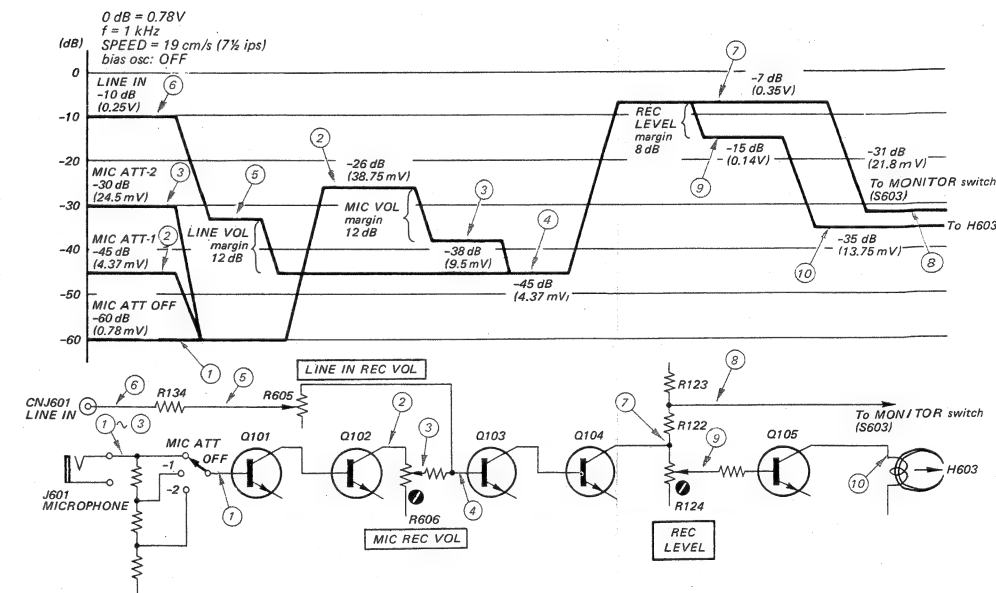 0 dB = 0.78V
f = 1 kHz
SPEED = 19 cm/s (7½ ips)
bias osc: OFF
(dB)
0
-10
-20
-30
-40
-50
-60
LINE IN
-10 dB
(0.25V)
6
MIC ATT-2
-30 dB
(24.5 mV)
3
MIC ATT-1
-45 dB
(4.37 mV)
2
MIC ATT OFF
-60 dB
(0.78 mV)
1
5
LINE VOL
margin
12 dB
2
-26 dB
(38.75 mV)
MIC VOL
margin
12 dB
3
-38 dB
(9.5 mV)
4
-45 dB
(4.37 mV)
7
-7 dB
(0.35V)
REC
LEVEL
margin
8 dB
9
-15 dB
(0.14V)
-31 dB
(21.8 mV)
To MONITOR switch
(S603)
To H603
8
10
-35 dB
(13.75 mV)
LINE IN REC VOL
CNJ601
LINE IN
6
R134
5
R605
1 ~ 3
MIC ATT
OFF
-1
-2
J601
MICROPHONE
1
Q101
Q102
2
3
R606
MIC REC VOL
4
Q103
Q104
7
R123
R122
8
To MONITOR switch
(S603)
9
R124
REC
LEVEL
Q105
10
H603